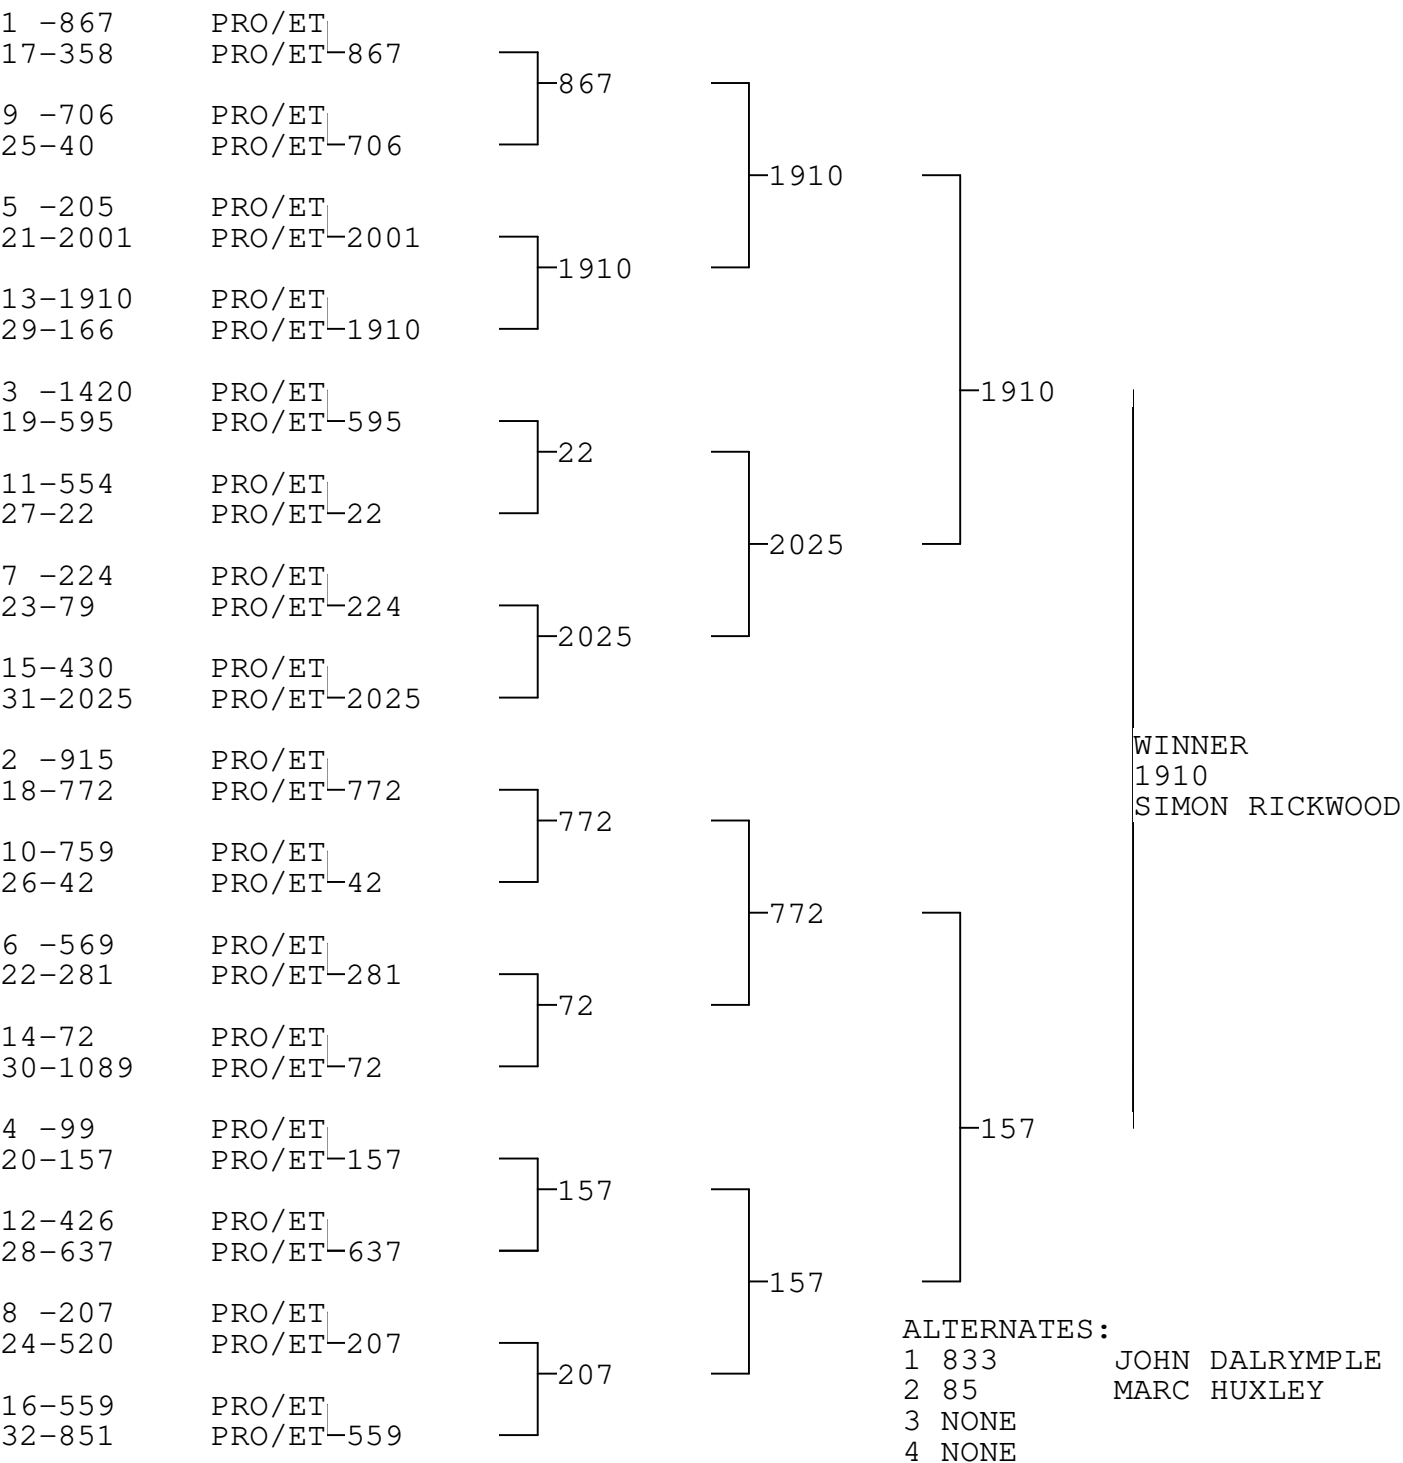 1 -867 PRO/ET
17-358 PRO/ET 867
867
9 -706 PRO/ET
25-40 PRO/ET 706
1910
5 -205 PRO/ET
21-2001 PRO/ET 2001
1910
13-1910 PRO/ET
29-166 PRO/ET 1910
3 -1420 PRO/ET 1910
19-595 PRO/ET 595
22
11-554 PRO/ET
27-22 PRO/ET 22
2025
7 -224 PRO/ET
23-79 PRO/ET 224
2025
15-430 PRO/ET
31-2025 PRO/ET 2025
WINNER
2 -915 PRO/ET
1910
18-772 PRO/ET 772
SIMON RICKWOOD
772
10-759 PRO/ET
26-42 PRO/ET 42
772
6 -569 PRO/ET
22-281 PRO/ET 281
72
14-72 PRO/ET
30-1089 PRO/ET 72
4 -99 PRO/ET 157
20-157 PRO/ET 157
157
12-426 PRO/ET
28-637 PRO/ET 637
157
8 -207 PRO/ET
ALTERNATES:
24-520 PRO/ET 207
1 833 JOHN DALRYMPLE
207
2 85 MARC HUXLEY
16-559 PRO/ET
3 NONE
32-851 PRO/ET 559
4 NONE